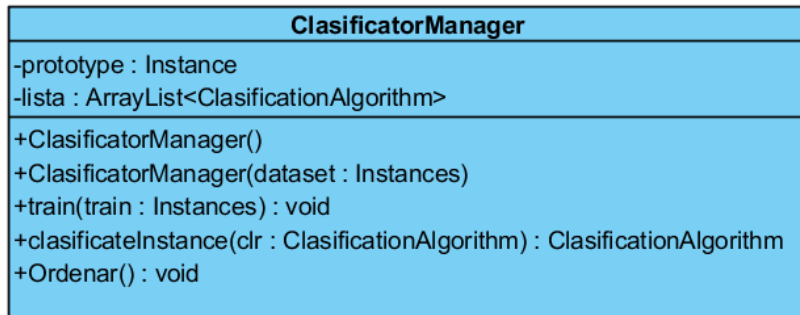 ClasificatorManager
-prototype : Instance
-lista : ArrayList<ClasificationAlgorithm>
+ClasificatorManager()
+ClasificatorManager(dataset : Instances)
+train(train : Instances) : void
+clasificateInstance(clr : ClasificationAlgorithm) : ClasificationAlgorithm
+Ordenar() : void